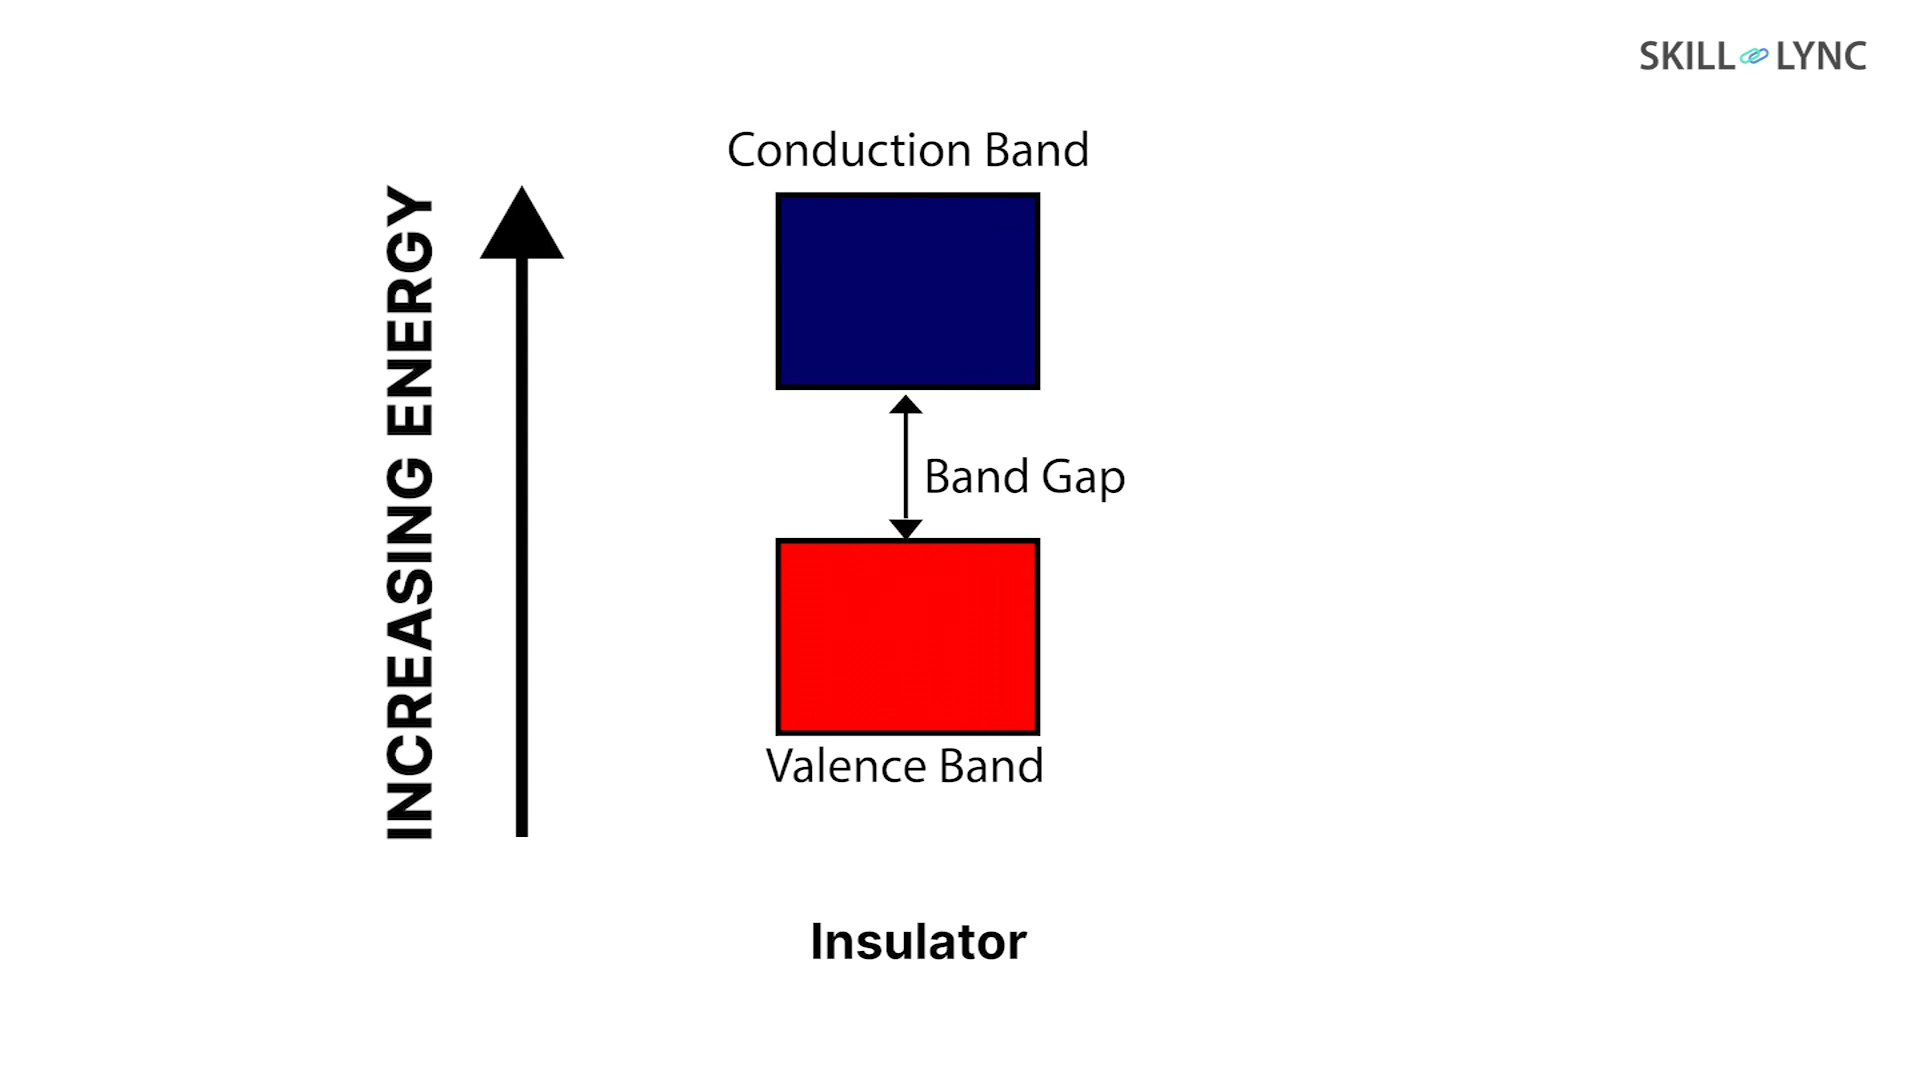 SKILL LYNC
Conduction Band
INCREASING ENERGY
Band Gap
Valence Band
Insulator